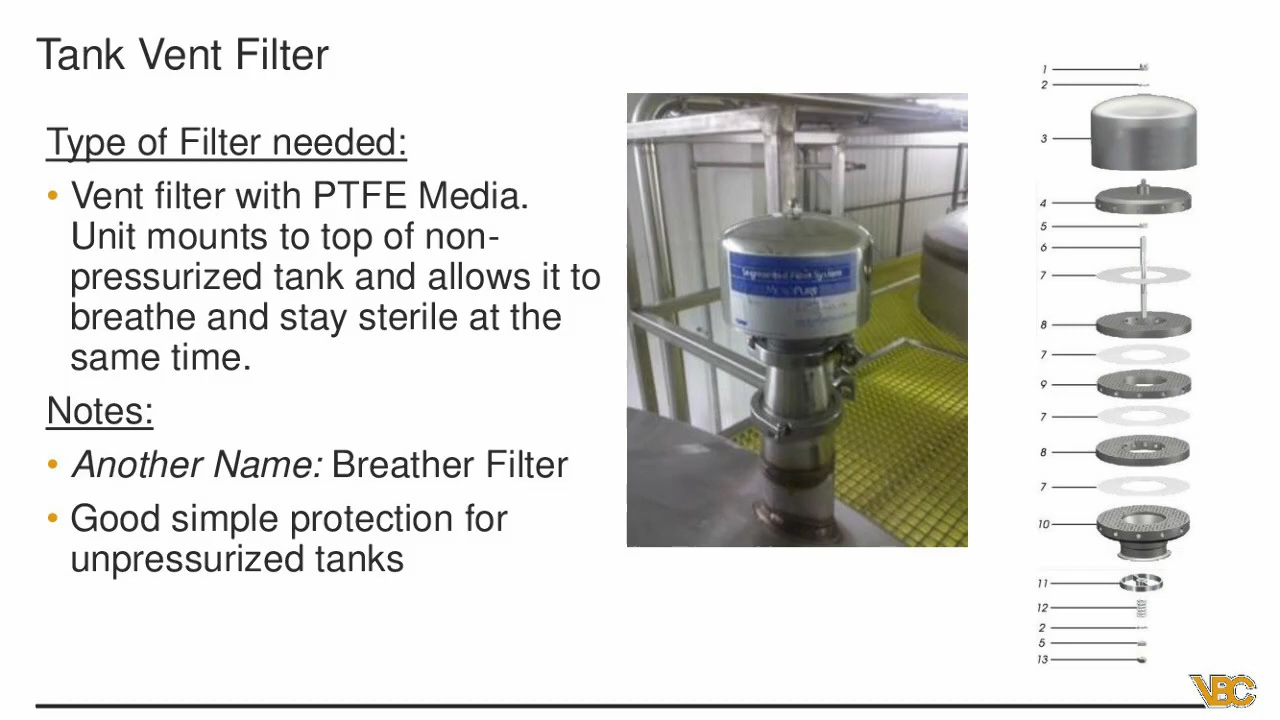 Tank Vent Filter
Type of Filter needed:
• Vent filter with PTFE Media.
Unit mounts to top of non-
pressurized tank and allows it to
breathe and stay sterile at the
same time.
Notes:
• Another Name: Breather Filter
• Good simple protection for
unpressurized tanks
System
1
2
3
4
5
6
7
8
7
9
7
8
7
10
11
12
2
5
13
VBC